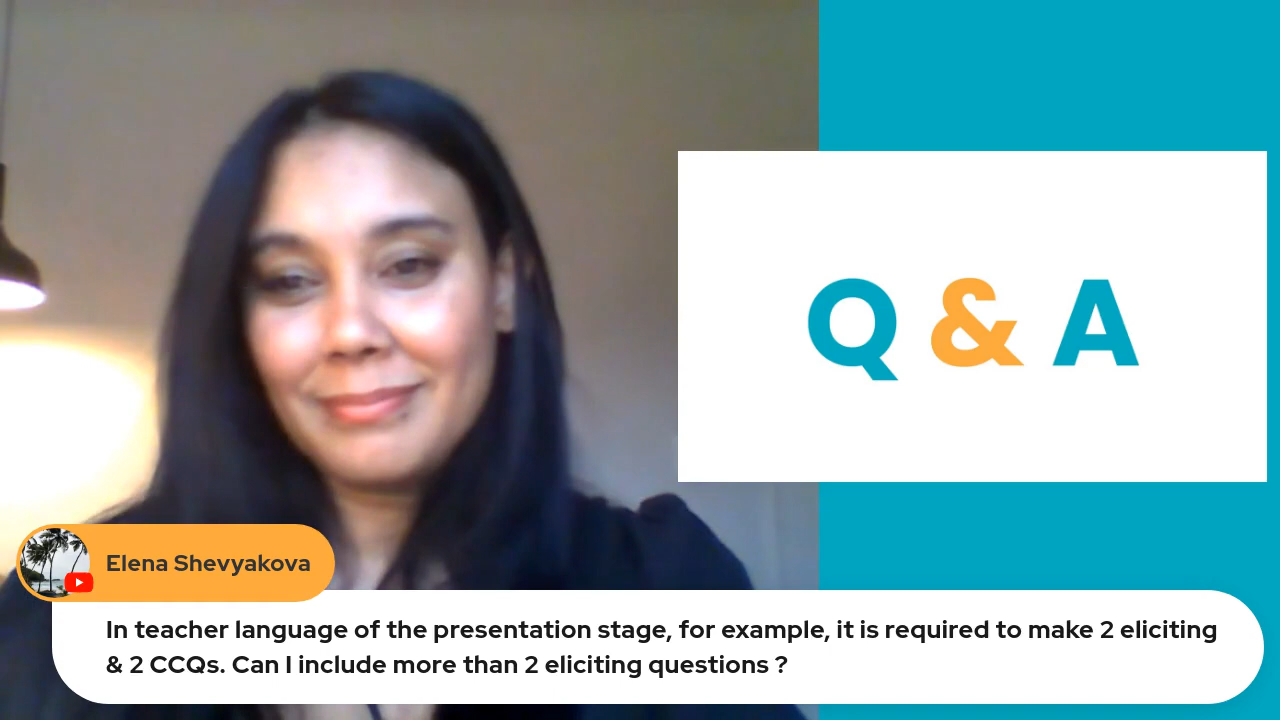 Q & A
Elena Shevyakova
In teacher language of the presentation stage, for example, it is required to make 2 eliciting
& 2 CCQs. Can I include more than 2 eliciting questions ?